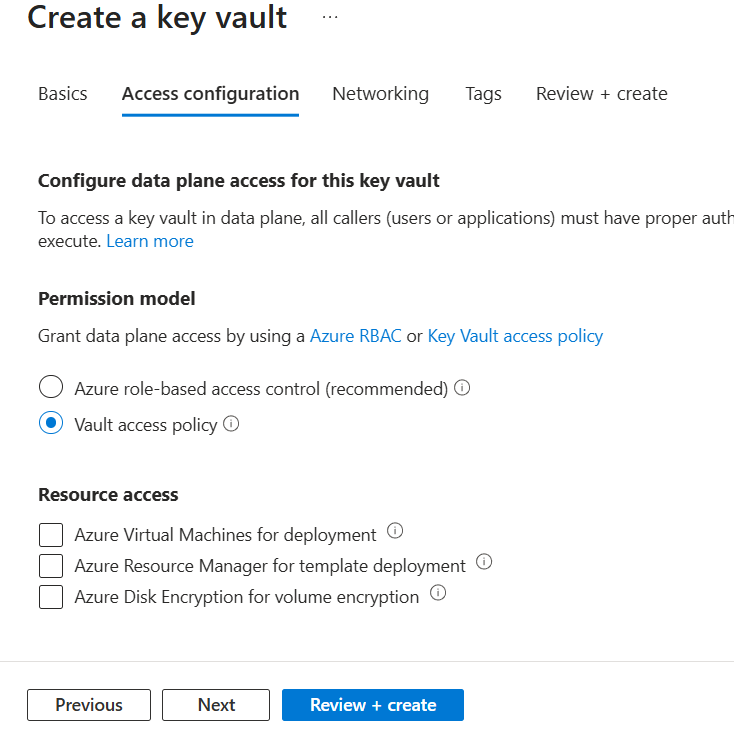 Create a key vault ...
Basics Access configuration Networking Tags Review + create
Configure data plane access for this key vault
To access a key vault in data plane, all callers (users or applications) must have proper auth
execute. Learn more
Permission model
Grant data plane access by using a Azure RBAC or Key Vault access policy
Azure role-based access control (recommended)
Vault access policy
Resource access
Azure Virtual Machines for deployment
Azure Resource Manager for template deployment
Azure Disk Encryption for volume encryption
Previous Next Review + create